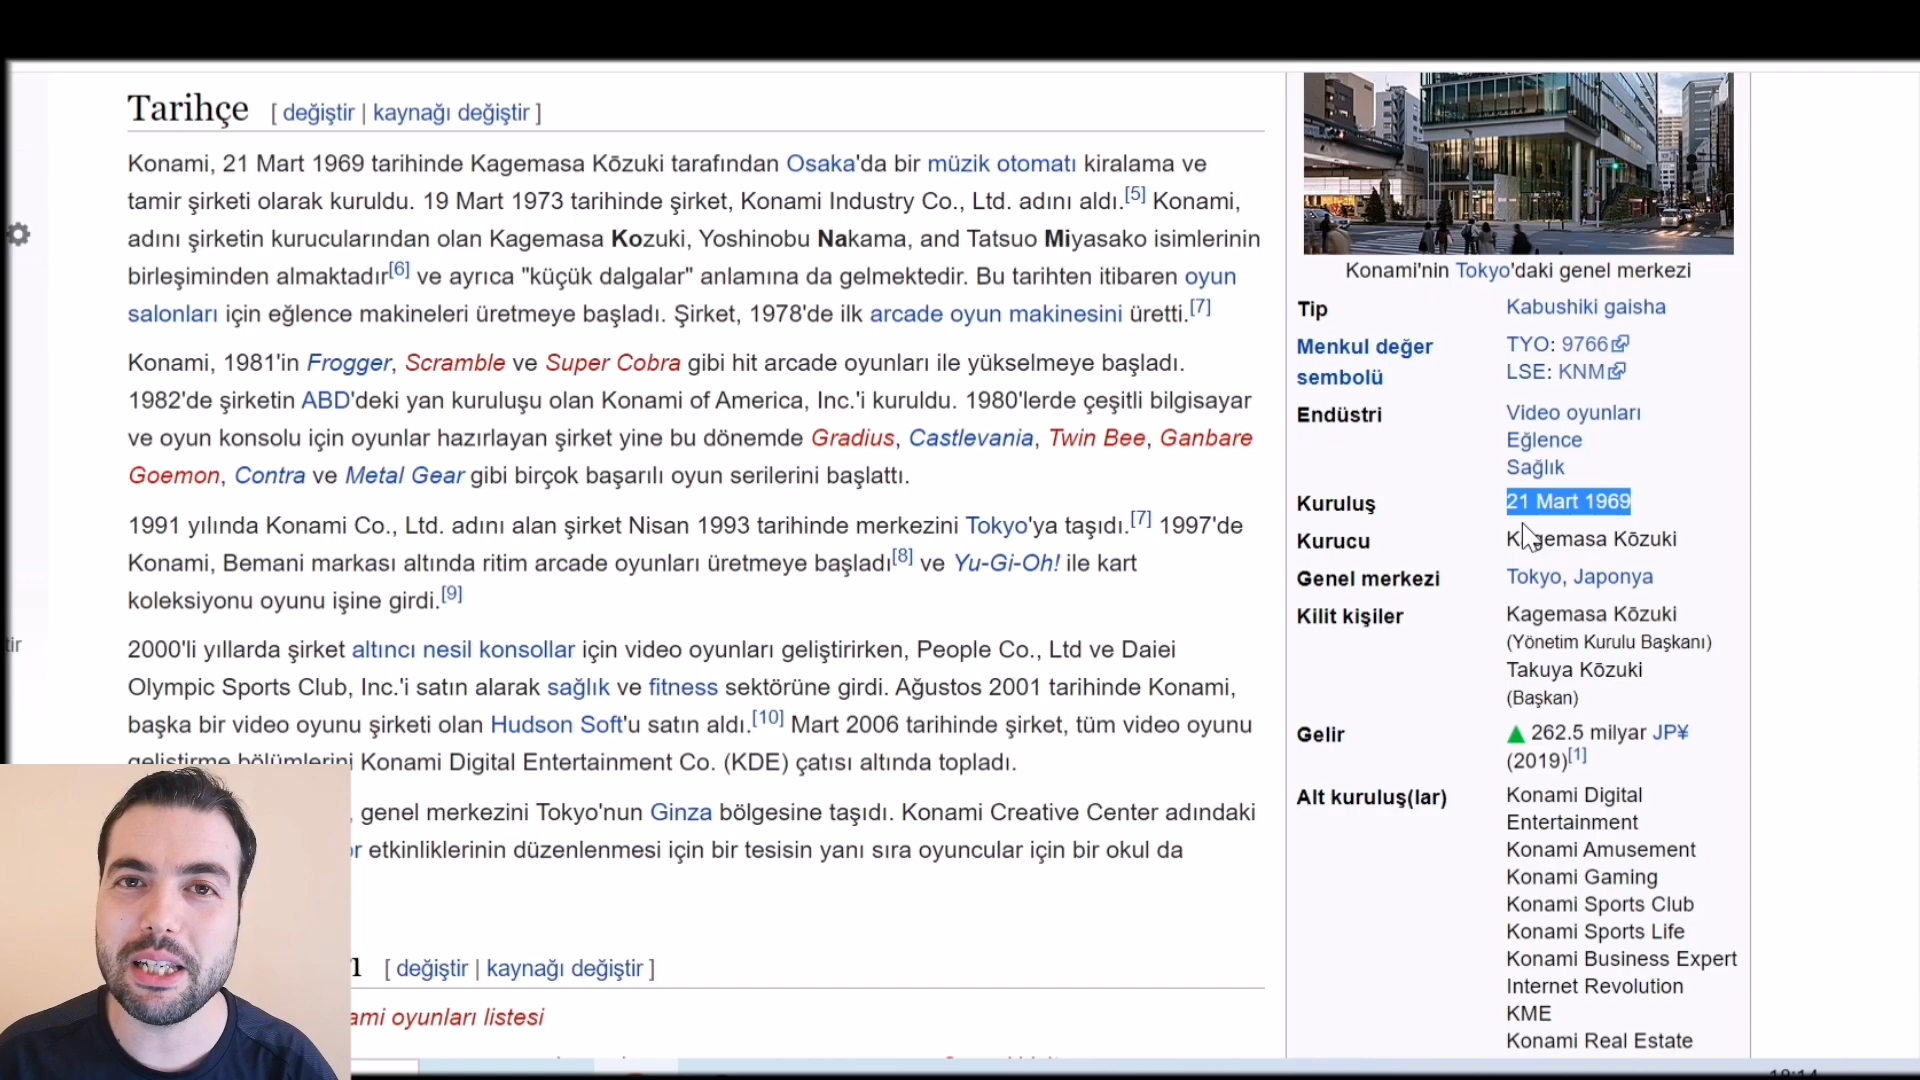 Tarihçe [ değiştir | kaynağı değiştir ]
Konami, 21 Mart 1969 tarihinde Kagemasa Kōzuki tarafından Osaka'da bir müzik otomatı kiralama ve
tamir şirketi olarak kuruldu. 19 Mart 1973 tarihinde şirket, Konami Industry Co., Ltd. adını aldı.[5] Konami,
adını şirketin kurucularından olan Kagemasa Kozuki, Yoshinobu Nakama, and Tatsuo Miyasako isimlerinin
birleşiminden almaktadır[6] ve ayrıca "küçük dalgalar" anlamına da gelmektedir. Bu tarihten itibaren oyun
salonları için eğlence makineleri üretmeye başladı. Şirket, 1978'de ilk arcade oyun makinesini üretti.[7]
Konami, 1981'in Frogger, Scramble ve Super Cobra gibi hit arcade oyunları ile yükselmeye başladı.
1982'de şirketin ABD'deki yan kuruluşu olan Konami of America, Inc.'i kuruldu. 1980'lerde çeşitli bilgisayar
ve oyun konsolu için oyunlar hazırlayan şirket yine bu dönemde Gradius, Castlevania, Twin Bee, Ganbare
Goemon, Contra ve Metal Gear gibi birçok başarılı oyun serilerini başlattı.
1991 yılında Konami Co., Ltd. adını alan şirket Nisan 1993 tarihinde merkezini Tokyo'ya taşıdı.[7] 1997'de
Konami, Bemani markası altında ritim arcade oyunları üretmeye başladı[8] ve Yu-Gi-Oh! ile kart
koleksiyonu oyunu işine girdi.[9]
2000'li yıllarda şirket altıncı nesil konsollar için video oyunları geliştirirken, People Co., Ltd ve Daiei
Olympic Sports Club, Inc.'i satın alarak sağlık ve fitness sektörüne girdi. Ağustos 2001 tarihinde Konami,
başka bir video oyunu şirketi olan Hudson Soft'u satın aldı.[10] Mart 2006 tarihinde şirket, tüm video oyunu
geliştirme bölümlerini Konami Digital Entertainment Co. (KDE) çatısı altında topladı.
, genel merkezini Tokyo'nun Ginza bölgesine taşıdı. Konami Creative Center adındaki
or etkinliklerinin düzenlenmesi için bir tesisin yanı sıra oyuncular için bir okul da
[ değiştir | kaynağı değiştir ]
ami oyunları listesi
Konami'nin Tokyo'daki genel merkezi
Tip Kabushiki gaisha
Menkul değer TYO: 9766
sembolü LSE: KNM
Endüstri Video oyunları
Eğlence
Sağlık
Kuruluş 21 Mart 1969
Kurucu Kagemasa Kōzuki
Genel merkezi Tokyo, Japonya
Kilit kişiler Kagemasa Kōzuki
(Yönetim Kurulu Başkanı)
Takuya Kōzuki
(Başkan)
Gelir 262.5 milyar JP¥
(2019)[1]
Alt kuruluş(lar) Konami Digital
Entertainment
Konami Amusement
Konami Gaming
Konami Sports Club
Konami Sports Life
Konami Business Expert
Internet Revolution
KME
Konami Real Estate